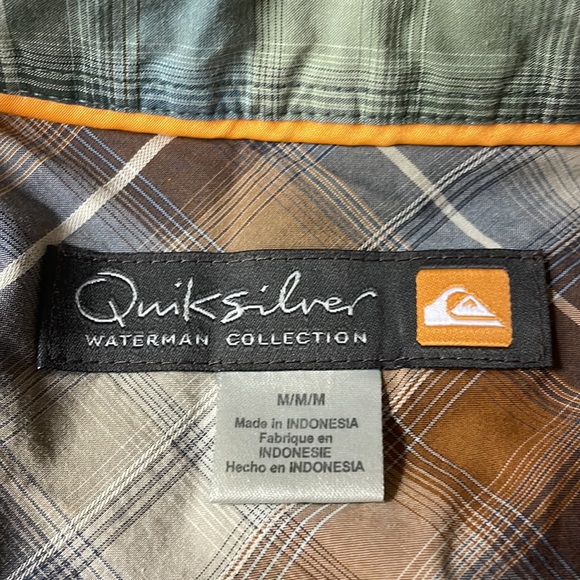 Quiksilver
WATERMAN COLLECTION
M/M/M
Made in INDONESIA
Fabrique en
INDONESIE
Hecho en INDONESIA